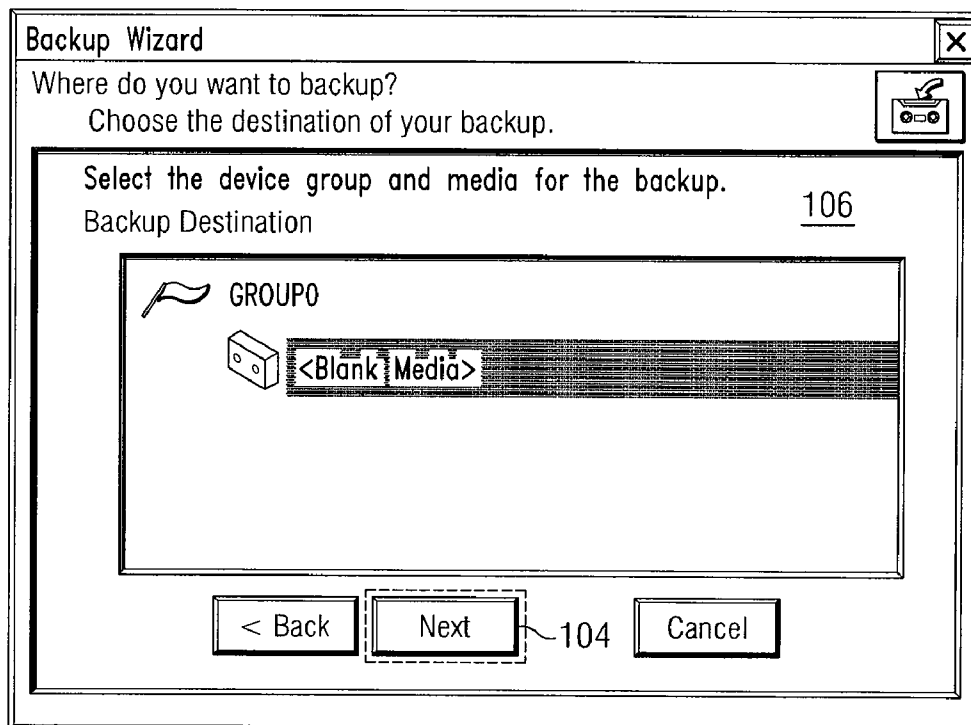 Backup Wizard
X
Where do you want to backup?
Choose the destination of your backup.
Select the device group and media for the backup.
106
Backup Destination
GROUP0
<Blank Media>
< Back
Next
104
Cancel